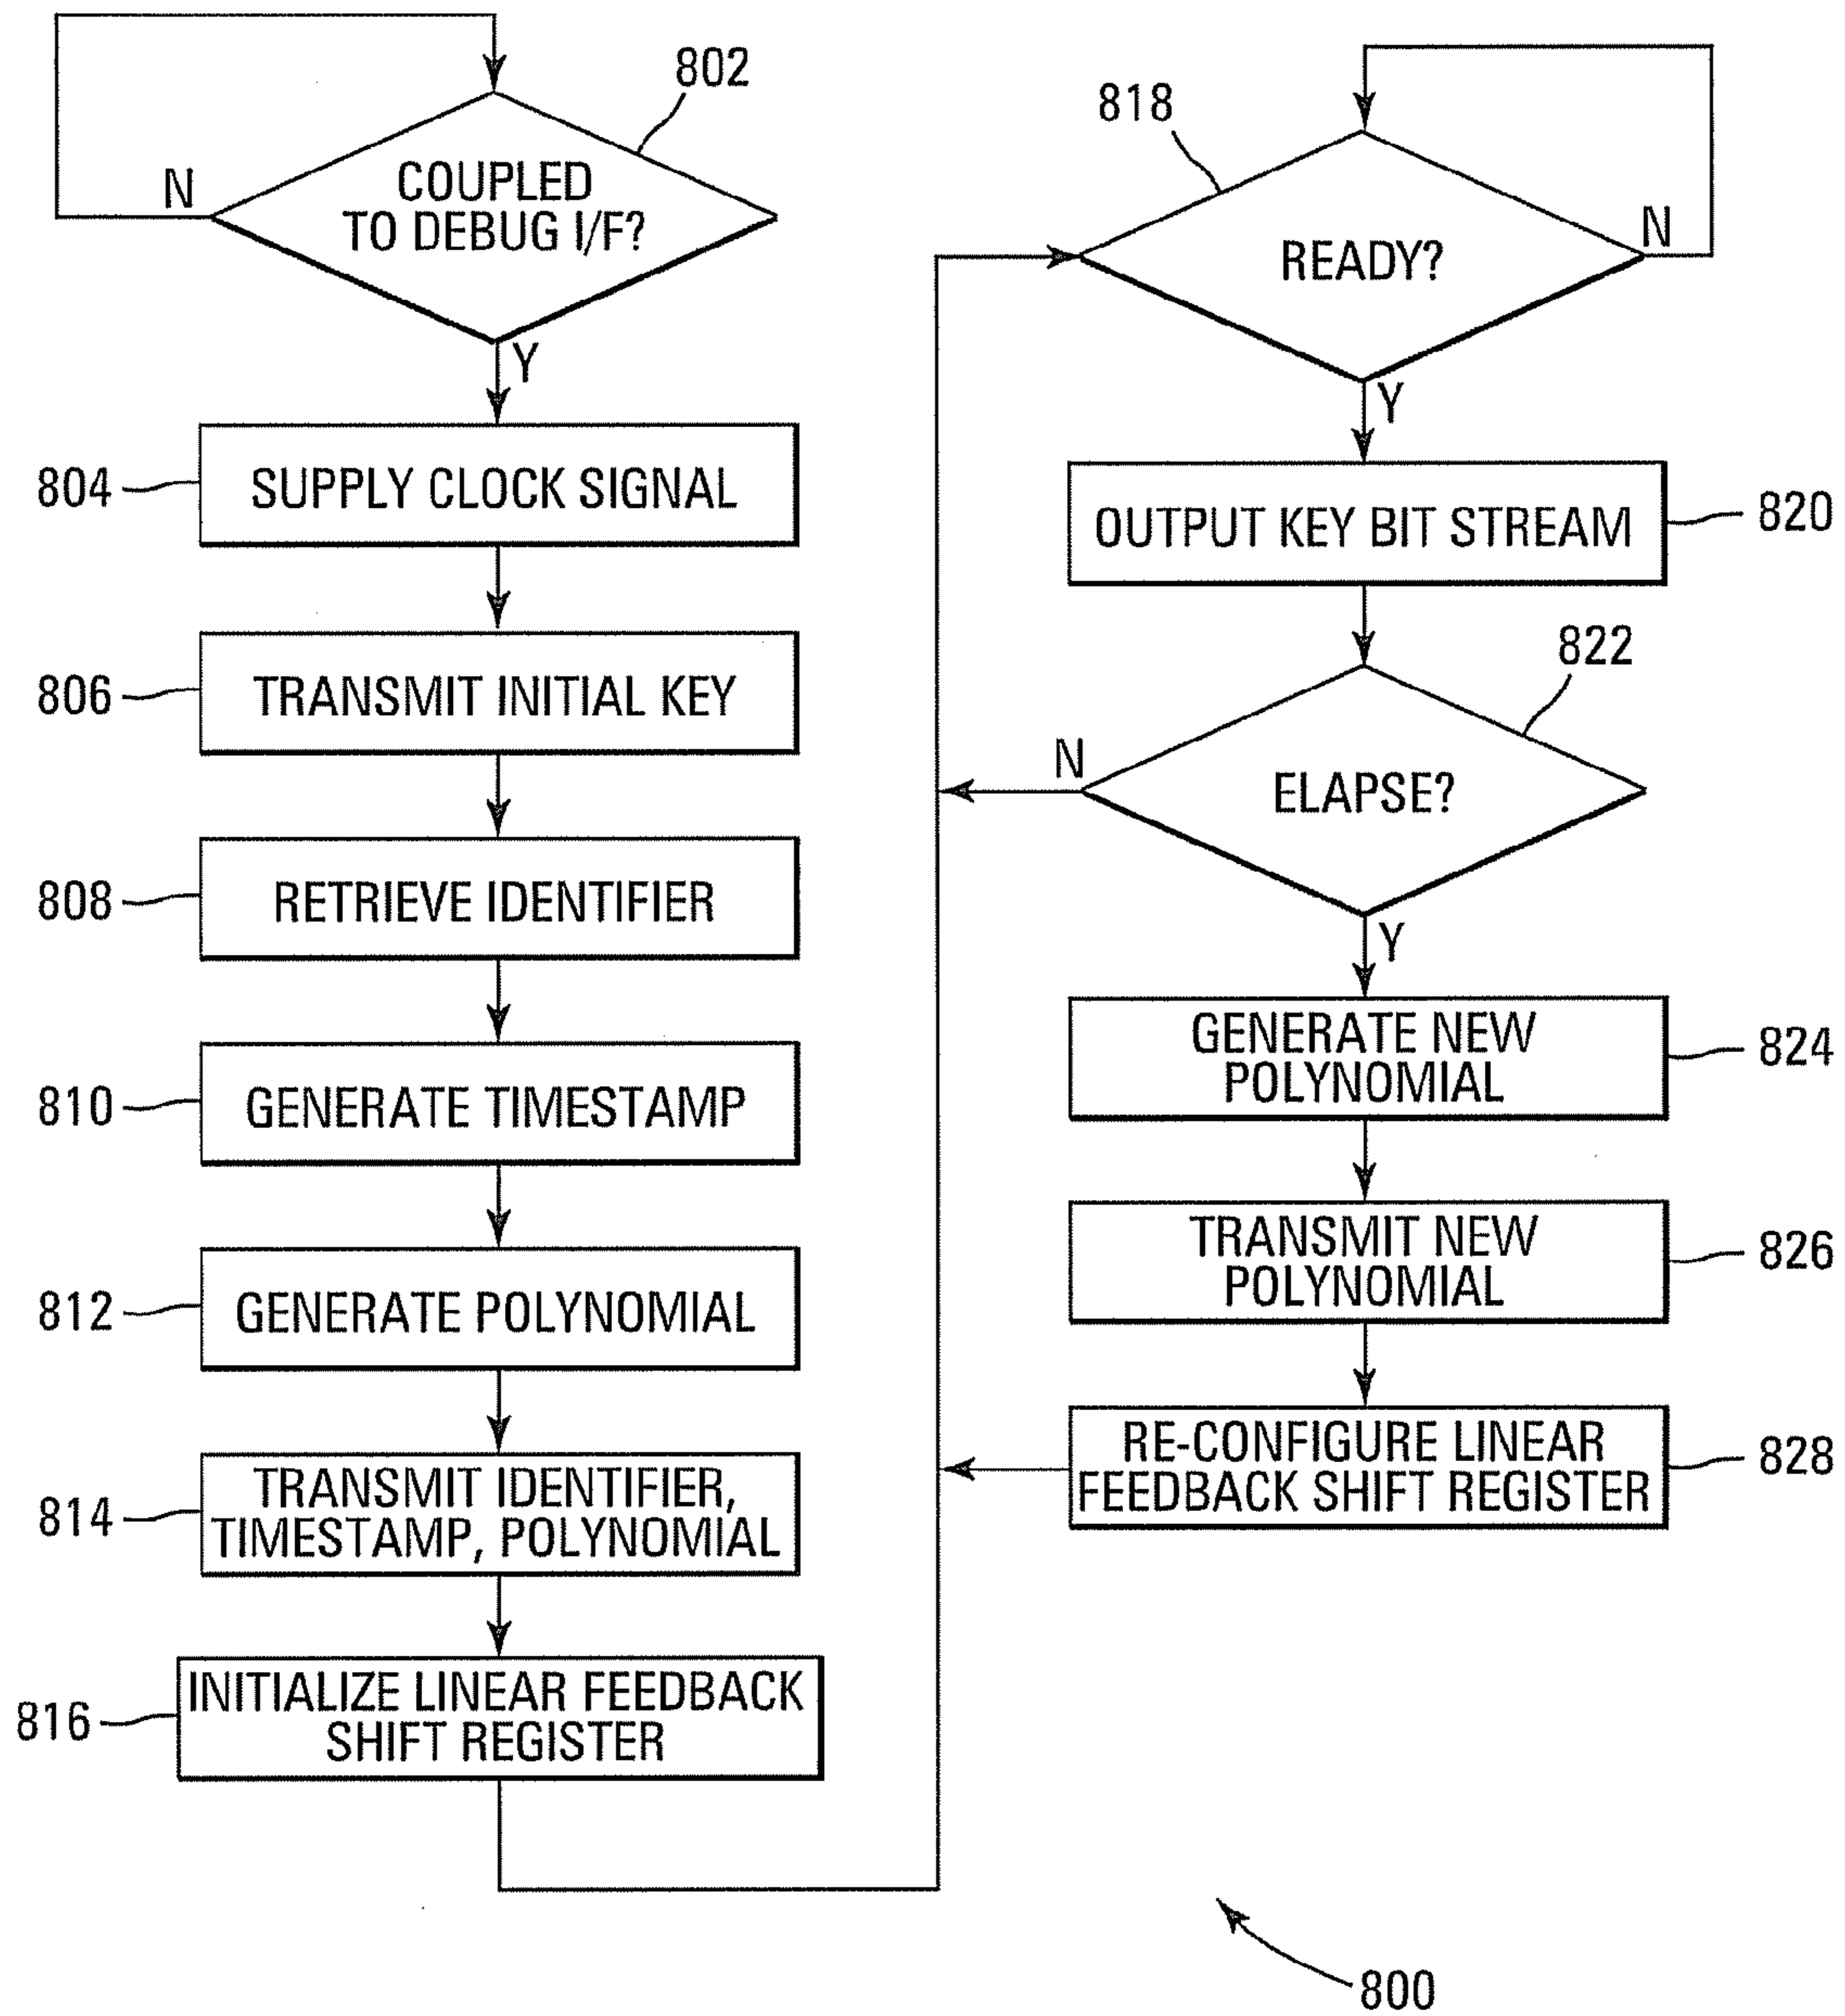 802
COUPLED
TO DEBUG I/F?
N
Y
804
SUPPLY CLOCK SIGNAL
806
TRANSMIT INITIAL KEY
808
RETRIEVE IDENTIFIER
810
GENERATE TIMESTAMP
812
GENERATE POLYNOMIAL
814
TRANSMIT IDENTIFIER,
TIMESTAMP, POLYNOMIAL
816
INITIALIZE LINEAR FEEDBACK
SHIFT REGISTER
818
READY?
N
Y
OUTPUT KEY BIT STREAM
820
822
N
ELAPSE?
Y
GENERATE NEW
POLYNOMIAL
824
TRANSMIT NEW
POLYNOMIAL
826
RE-CONFIGURE LINEAR
FEEDBACK SHIFT REGISTER
828
800